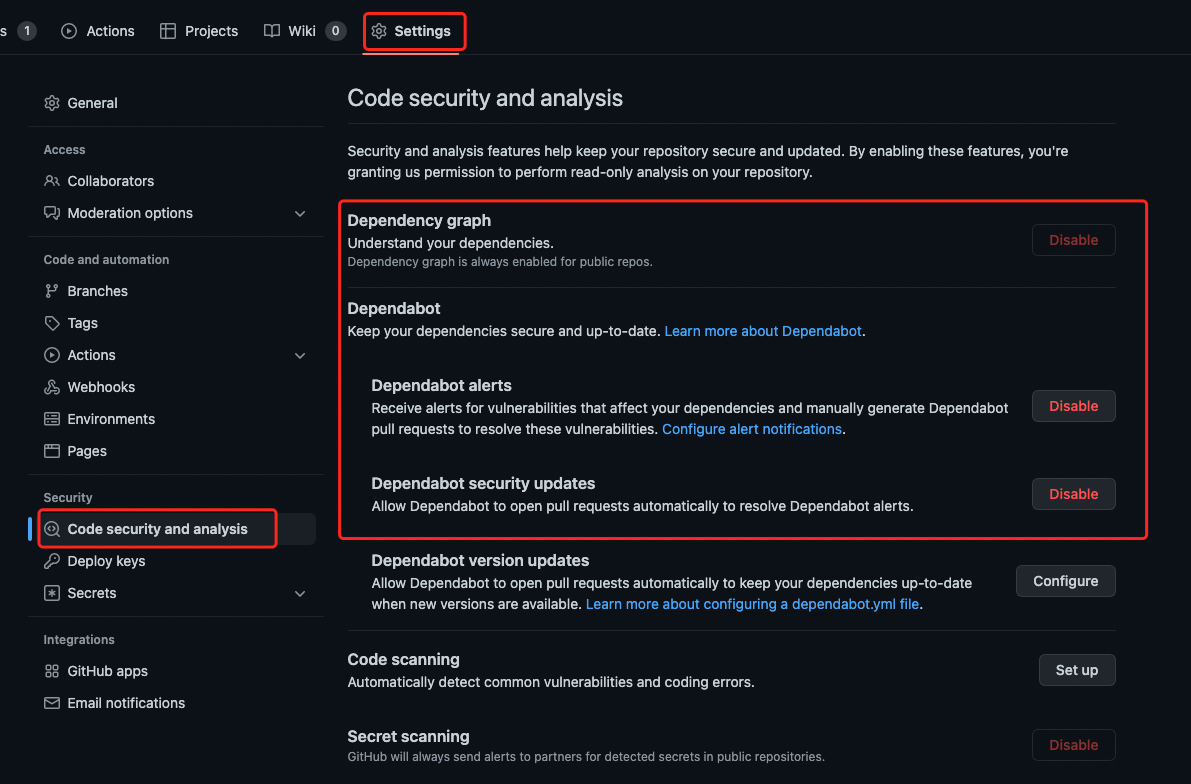 s 1 Actions Projects Wiki 0 Settings
General
Access
Collaborators
Moderation options
Code and automation
Branches
Tags
Actions
Webhooks
Environments
Pages
Security
Code security and analysis
Deploy keys
Secrets
Integrations
GitHub apps
Email notifications
Code security and analysis
Security and analysis features help keep your repository secure and updated. By enabling these features, you're
granting us permission to perform read-only analysis on your repository.
Dependency graph
Understand your dependencies.
Dependency graph is always enabled for public repos.
Disable
Dependabot
Keep your dependencies secure and up-to-date. Learn more about Dependabot.
Dependabot alerts
Receive alerts for vulnerabilities that affect your dependencies and manually generate Dependabot
pull requests to resolve these vulnerabilities. Configure alert notifications.
Disable
Dependabot security updates
Allow Dependabot to open pull requests automatically to resolve Dependabot alerts.
Disable
Dependabot version updates
Allow Dependabot to open pull requests automatically to keep your dependencies up-to-date
when new versions are available. Learn more about configuring a dependabot.yml file.
Configure
Code scanning
Automatically detect common vulnerabilities and coding errors.
Set up
Secret scanning
GitHub will always send alerts to partners for detected secrets in public repositories.
Disable